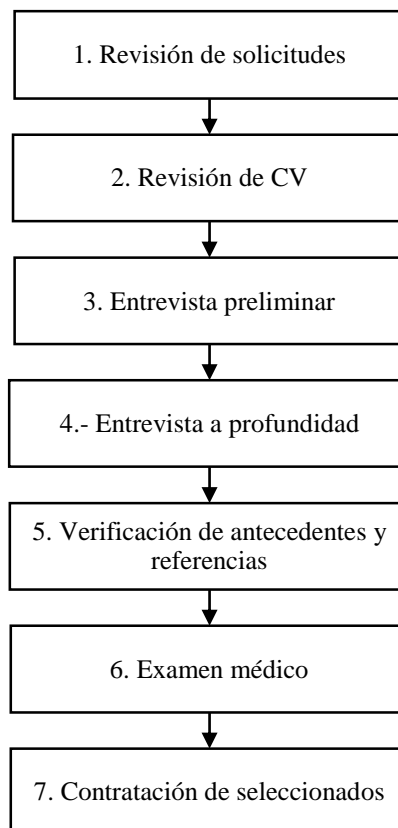 1. Revisión de solicitudes
2. Revisión de CV
3. Entrevista preliminar
4.- Entrevista a profundidad
5. Verificación de antecedentes y
referencias
6. Examen médico
7. Contratación de seleccionados